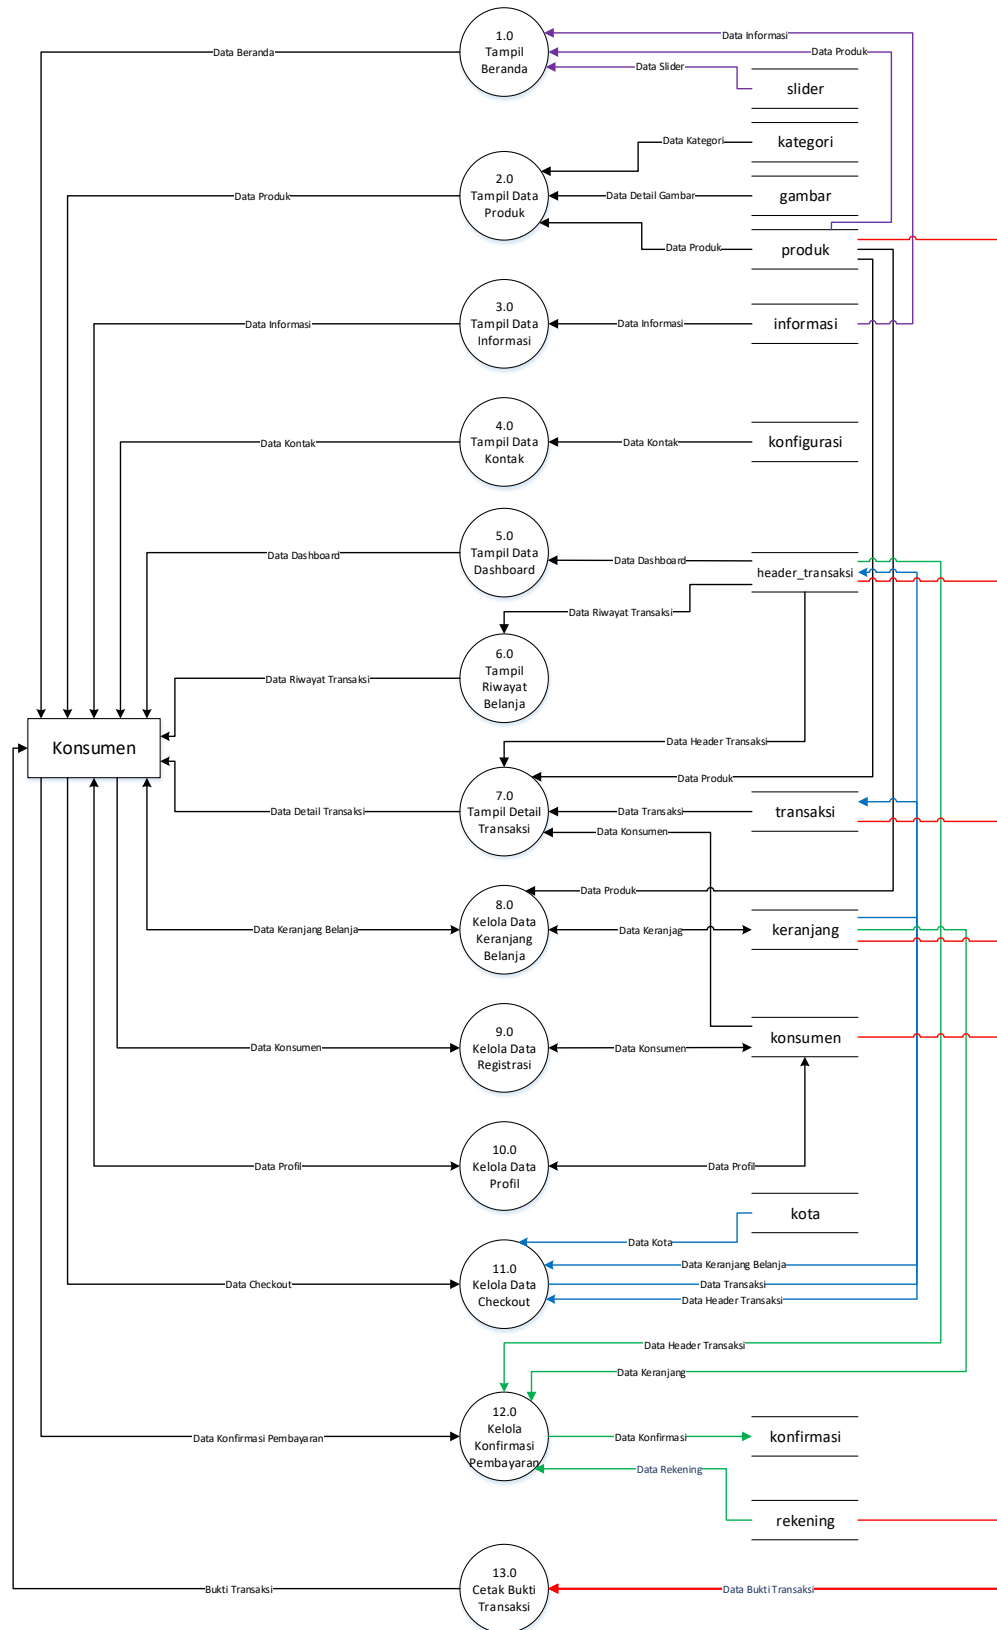 1.0
Tampil
Beranda
Data Beranda
Data Informasi
Data Produk
Data Slider
slider
Data Kategori
kategori
2.0
Tampil Data
Produk
Data Produk
Data Detail Gambar
gambar
Data Produk
produk
3.0
Tampil Data
Informasi
Data Informasi
Data Informasi
informasi
4.0
Tampil Data
Kontak
Data Kontak
Data Kontak
konfigurasi
5.0
Tampil Data
Dashboard
Data Dashboard
Data Dashboard
header_transaksi
Data Riwayat Transaksi
6.0
Tampil
Riwayat
Belanja
Data Riwayat Transaksi
Konsumen
Data Header Transaksi
Data Produk
7.0
Tampil Detail
Transaksi
Data Detail Transaksi
Data Transaksi
transaksi
Data Konsumen
Data Produk
8.0
Kelola Data
Keranjang
Belanja
Data Keranjang Belanja
Data Keranjag
keranjang
9.0
Kelola Data
Registrasi
Data Konsumen
Data Konsumen
konsumen
10.0
Kelola Data
Profil
Data Profil
Data Profil
kota
Data Kota
11.0
Kelola Data
Checkout
Data Checkout
Data Keranjang Belanja
Data Transaksi
Data Header Transaksi
Data Header Transaksi
Data Keranjang
12.0
Kelola
Konfirmasi
Pembayaran
Data Konfirmasi Pembayaran
Data Konfirmasi
konfirmasi
Data Rekening
rekening
13.0
Cetak Bukti
Transaksi
Bukti Transaksi
Data Bukti Transaksi